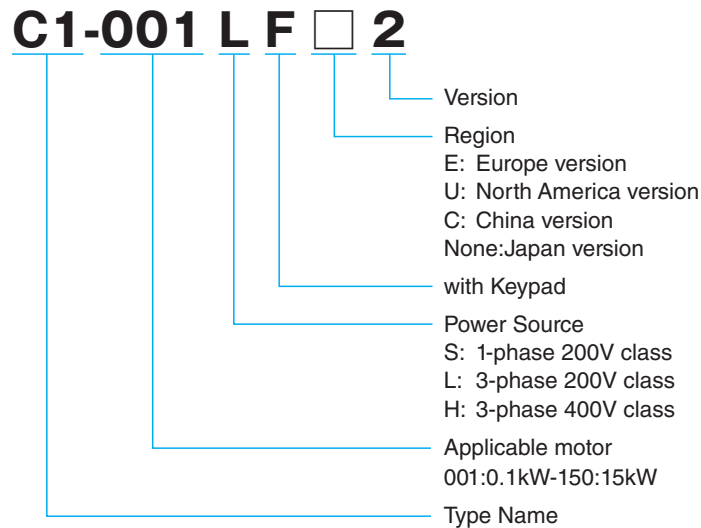 C1-001 L F □ 2
Version
Region
E: Europe version
U: North America version
C: China version
None:Japan version
with Keypad
Power Source
S: 1-phase 200V class
L: 3-phase 200V class
H: 3-phase 400V class
Applicable motor
001:0.1kW-150:15kW
Type Name